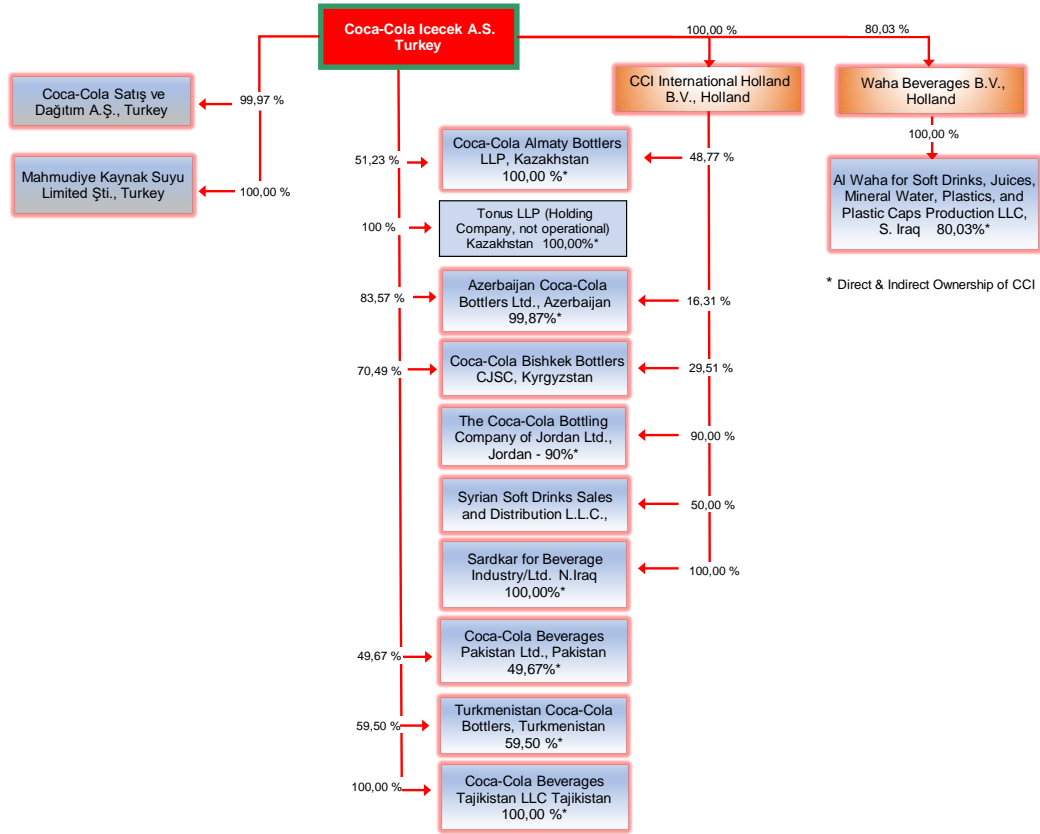 Coca-Cola Icecek A.S.
Turkey
100,00 %
80,03 %
Coca-Cola Satış ve
Dağıtım A.Ş., Turkey
99,97 %
CCI International Holland
B.V., Holland
Waha Beverages B.V.,
Holland
100,00 %
Mahmudiye Kaynak Suyu
Limited Şti., Turkey
100,00 %
51,23 %
Coca-Cola Almaty Bottlers
LLP, Kazakhstan
100,00 %*
48,77 %
Al Waha for Soft Drinks, Juices,
Mineral Water, Plastics, and
Plastic Caps Production LLC,
S. Iraq 80,03%*
100 %
Tonus LLP (Holding
Company, not operational)
Kazakhstan 100,00%*
* Direct & Indirect Ownership of CCI
83,57 %
Azerbaijan Coca-Cola
Bottlers Ltd., Azerbaijan
99,87%*
16,31 %
70,49 %
Coca-Cola Bishkek Bottlers
CJSC, Kyrgyzstan
29,51 %
The Coca-Cola Bottling
Company of Jordan Ltd.,
Jordan - 90%*
90,00 %
Syrian Soft Drinks Sales
and Distribution L.L.C.,
50,00 %
Sardkar for Beverage
Industry/Ltd. N.Iraq
100,00%*
100,00 %
49,67 %
Coca-Cola Beverages
Pakistan Ltd., Pakistan
49,67%*
59,50 %
Turkmenistan Coca-Cola
Bottlers, Turkmenistan
59,50 %*
100,00 %
Coca-Cola Beverages
Tajikistan LLC Tajikistan
100,00 %*